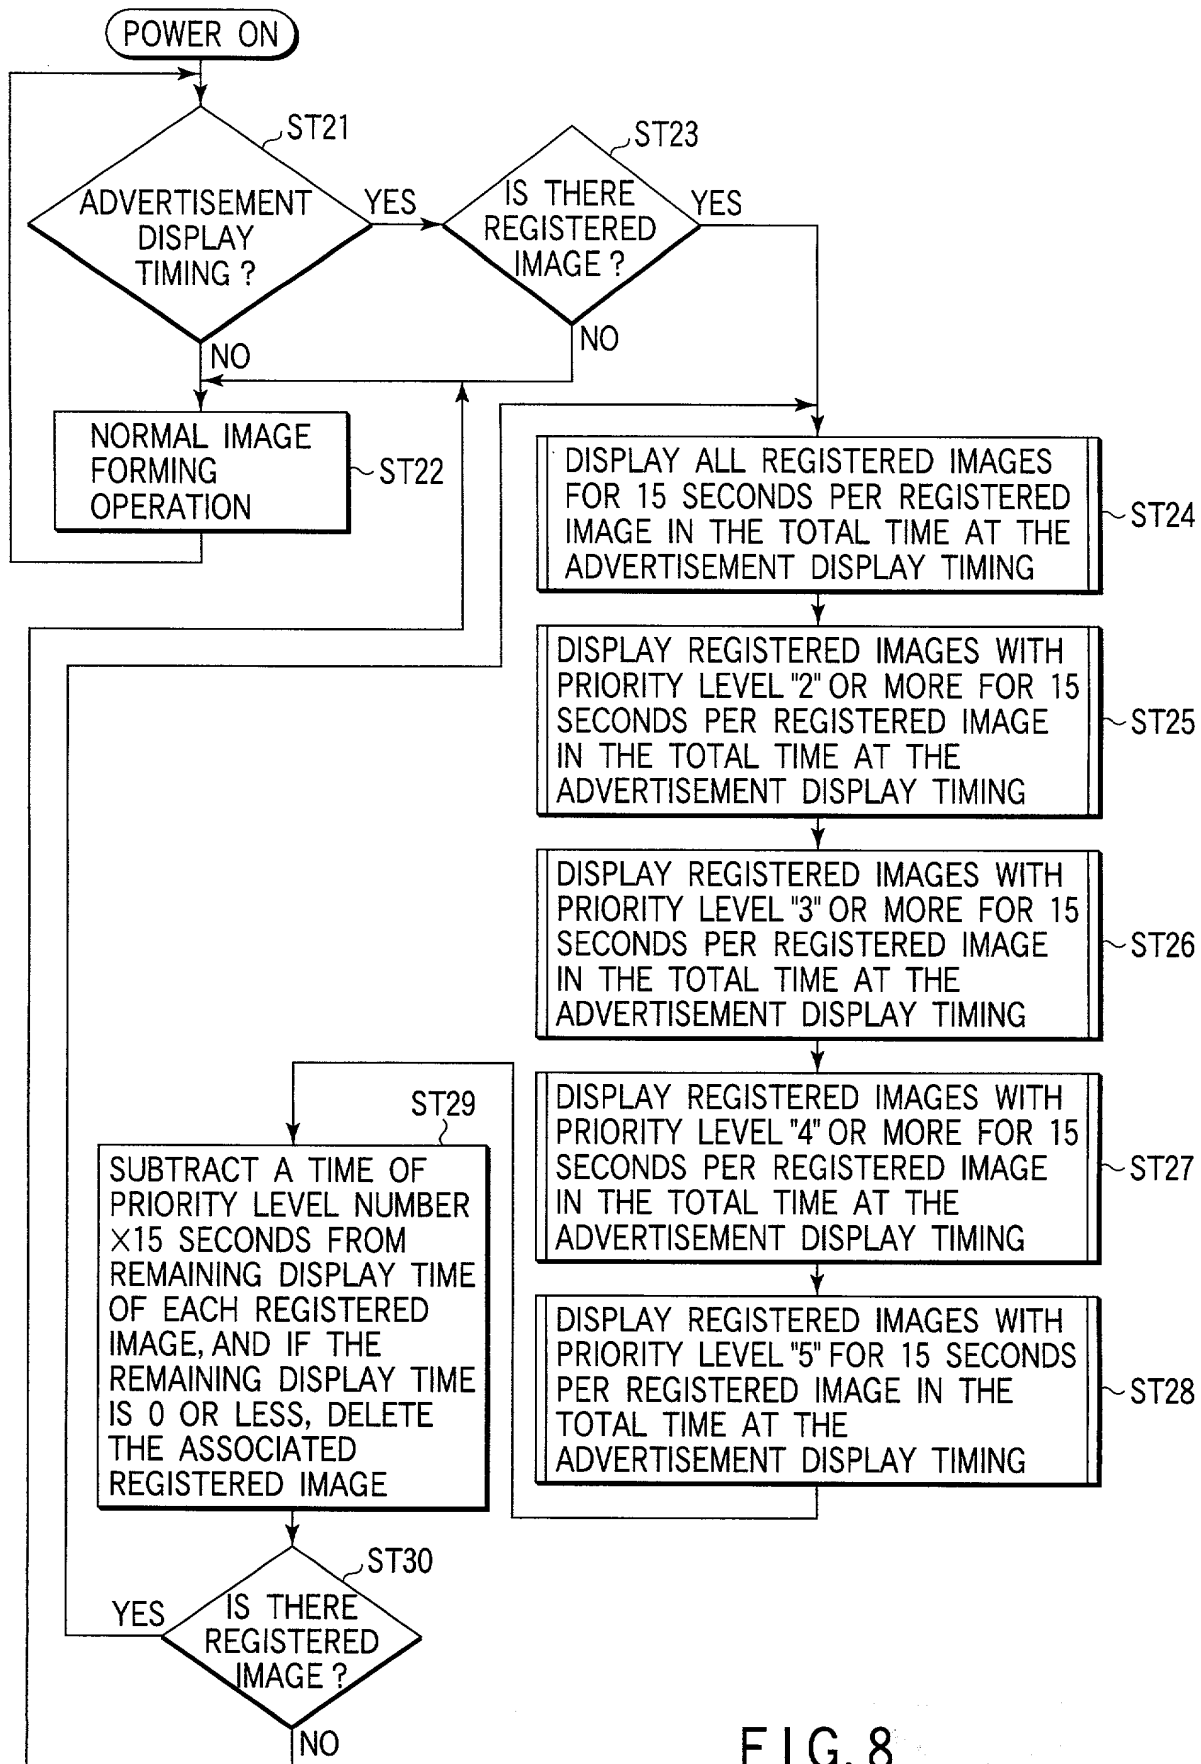 POWER ON
ST21
ADVERTISEMENT
DISPLAY
TIMING ?
YES
NO
ST23
IS THERE
REGISTERED
IMAGE ?
YES
NO
NORMAL IMAGE
FORMING
OPERATION
ST22
DISPLAY ALL REGISTERED IMAGES
FOR 15 SECONDS PER REGISTERED
IMAGE IN THE TOTAL TIME AT THE
ADVERTISEMENT DISPLAY TIMING
ST24
DISPLAY REGISTERED IMAGES WITH
PRIORITY LEVEL "2" OR MORE FOR 15
SECONDS PER REGISTERED IMAGE
IN THE TOTAL TIME AT THE
ADVERTISEMENT DISPLAY TIMING
ST25
DISPLAY REGISTERED IMAGES WITH
PRIORITY LEVEL "3" OR MORE FOR 15
SECONDS PER REGISTERED IMAGE
IN THE TOTAL TIME AT THE
ADVERTISEMENT DISPLAY TIMING
ST26
DISPLAY REGISTERED IMAGES WITH
PRIORITY LEVEL "4" OR MORE FOR 15
SECONDS PER REGISTERED IMAGE
IN THE TOTAL TIME AT THE
ADVERTISEMENT DISPLAY TIMING
ST27
DISPLAY REGISTERED IMAGES WITH
PRIORITY LEVEL "5" FOR 15 SECONDS
PER REGISTERED IMAGE IN THE
TOTAL TIME AT THE
ADVERTISEMENT DISPLAY TIMING
ST28
ST29
SUBTRACT A TIME OF
PRIORITY LEVEL NUMBER
×15 SECONDS FROM
REMAINING DISPLAY TIME
OF EACH REGISTERED
IMAGE, AND IF THE
REMAINING DISPLAY TIME
IS 0 OR LESS, DELETE
THE ASSOCIATED
REGISTERED IMAGE
ST30
YES
IS THERE
REGISTERED
IMAGE ?
NO
FIG. 8